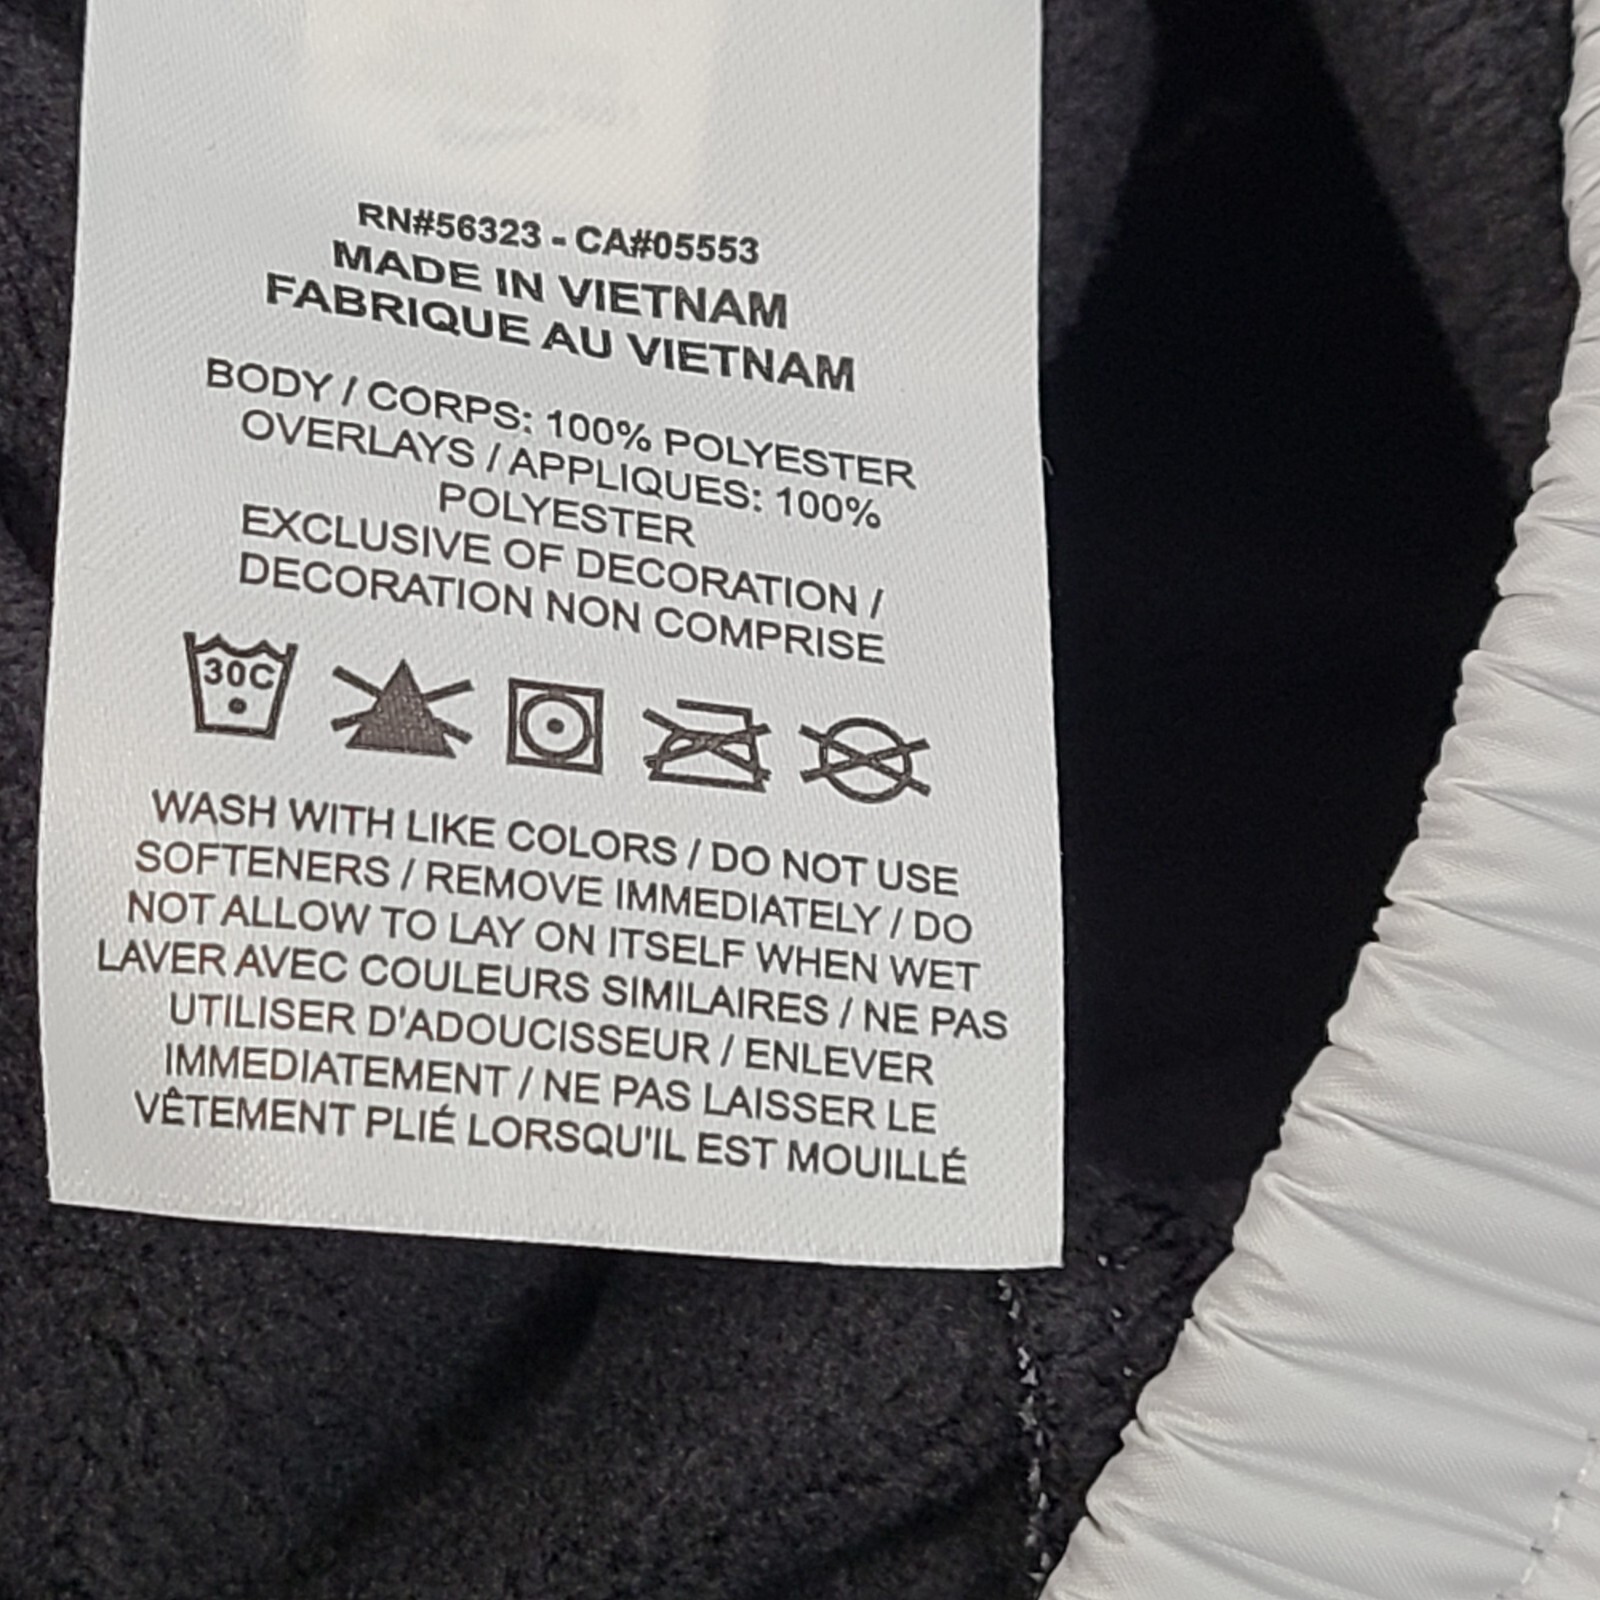 RN#56323 - CA#05553
MADE IN VIETNAM
FABRIQUE AU VIETNAM
BODY / CORPS: 100% POLYESTER
OVERLAYS / APPLIQUES: 100%
POLYESTER
EXCLUSIVE OF DECORATION /
DECORATION NON COMPRISE
30C
WASH WITH LIKE COLORS / DO NOT USE
SOFTENERS / REMOVE IMMEDIATELY / DO
NOT ALLOW TO LAY ON ITSELF WHEN WET
LAVER AVEC COULEURS SIMILAIRES / NE PAS
UTILISER D'ADOUCISSEUR / ENLEVER
IMMEDIATEMENT / NE PAS LAISSER LE
VÊTEMENT PLIÉ LORSQU'IL EST MOUILLÉ